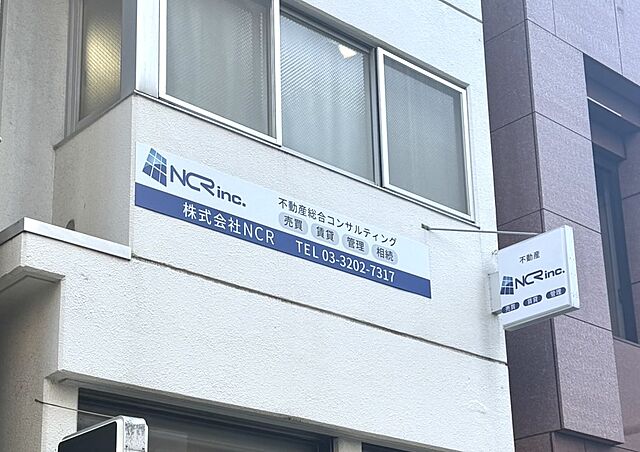 NCR inc.
不動産総合コンサルティング
売買 賃貸 管理 相続
株式会社NCR TEL 03-3202-7317
不動産
NCR inc.
売買 賃貸 管理